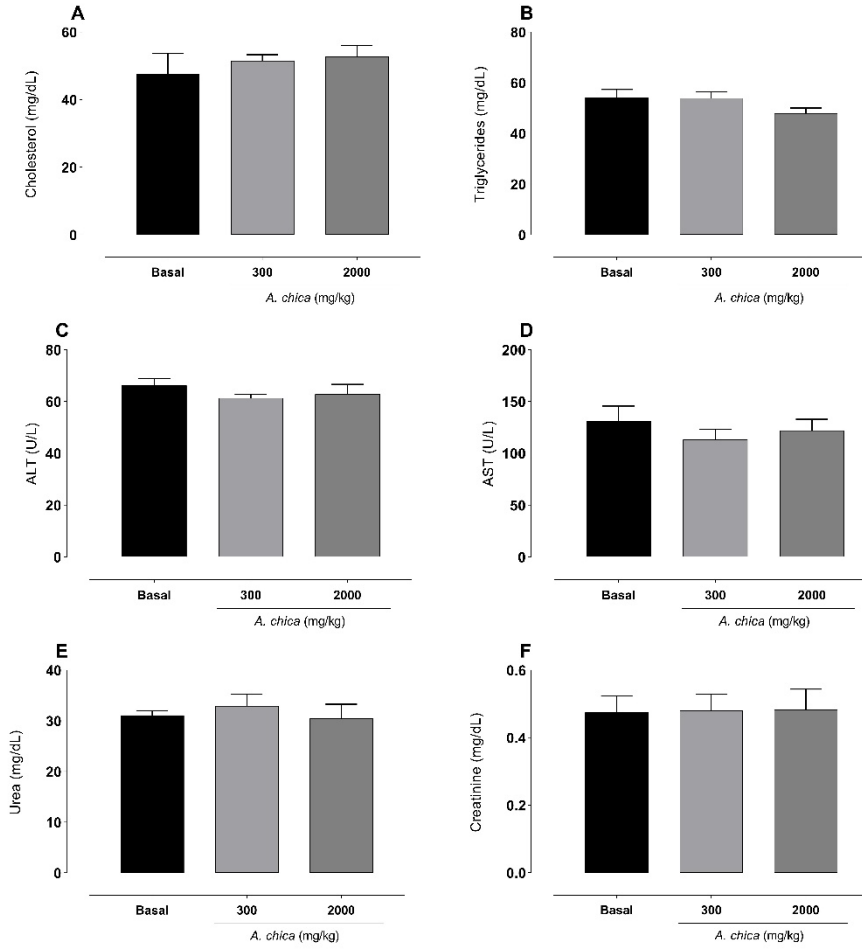 A
Cholesterol (mg/dL)
60
40
20
0
Basal 300 2000
A. chica (mg/kg)
B
Triglycerides (mg/dL)
80
60
40
20
0
Basal 300 2000
A. chica (mg/kg)
C
ALT (U/L)
80
60
40
20
0
Basal 300 2000
A. chica (mg/kg)
D
AST (U/L)
200
150
100
50
0
Basal 300 2000
A. chica (mg/kg)
E
Urea (mg/dL)
40
30
20
10
0
Basal 300 2000
A. chica (mg/kg)
F
Creatinine (mg/dL)
0.6
0.4
0.2
0.0
Basal 300 2000
A. chica (mg/kg)